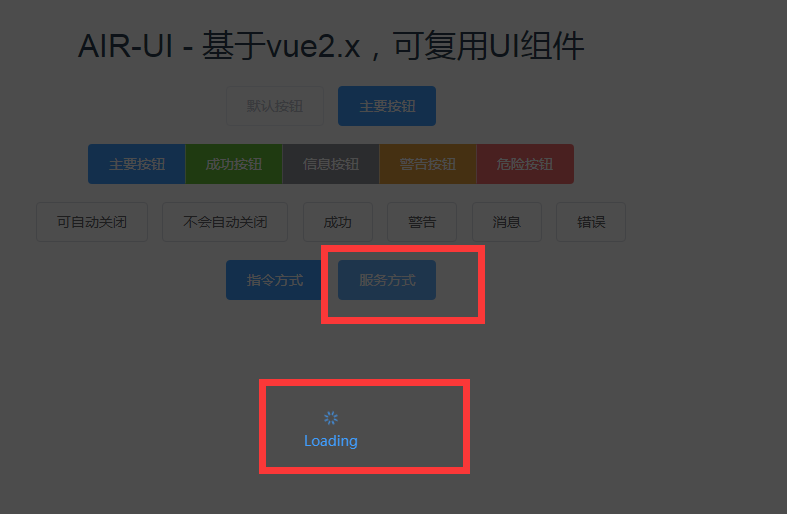 AIR-UI - 基于vue2.x，可复用UI组件
默认按钮 主要按钮
主要按钮 成功按钮 信息按钮 警告按钮 危险按钮
可自动关闭 不会自动关闭 成功 警告 消息 错误
指令方式 服务方式
Loading